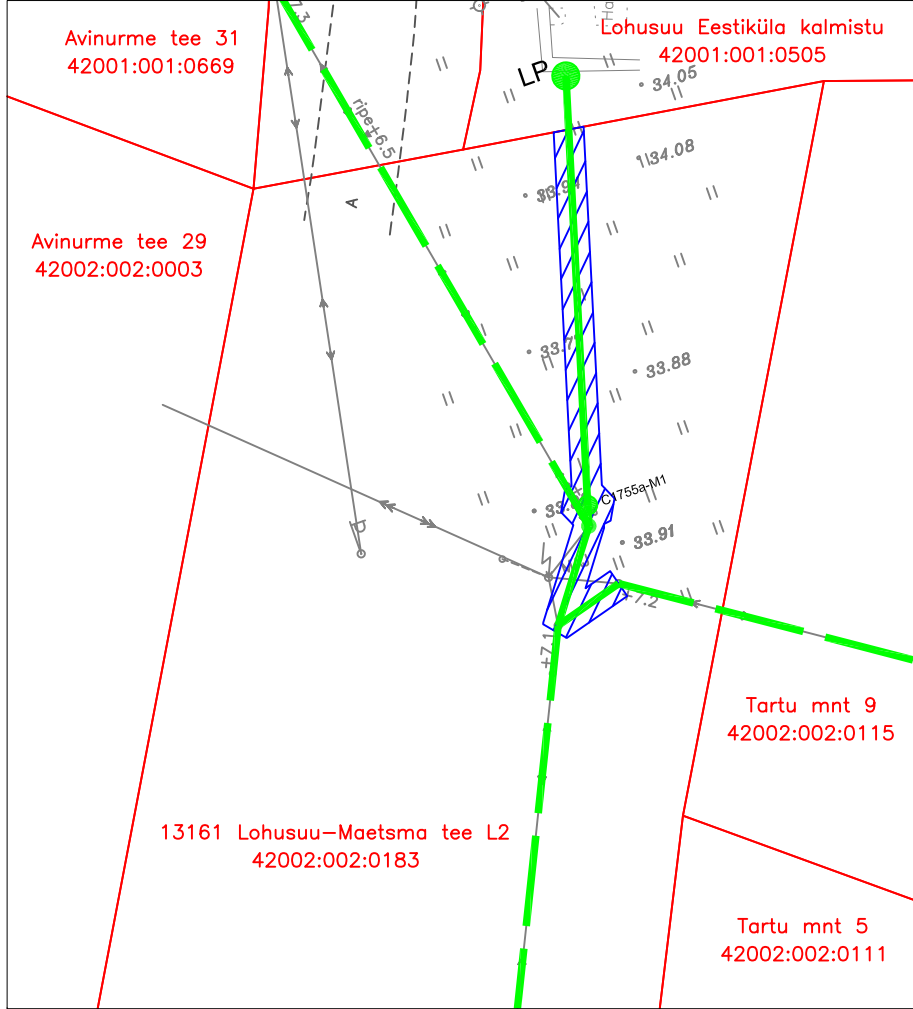 Avinurme tee 31
42001:001:0669
Lohusuu Eestiküla kalmistu
42001:001:0505
LP
34.05
ripe+6.5
34.08
A
Avinurme tee 29
42002:002:0003
33.88
C1755a-M1
33.91
+7.2
+7.1
Tartu mnt 9
42002:002:0115
13161 Lohusuu-Maetsma tee L2
42002:002:0183
Tartu mnt 5
42002:002:0111